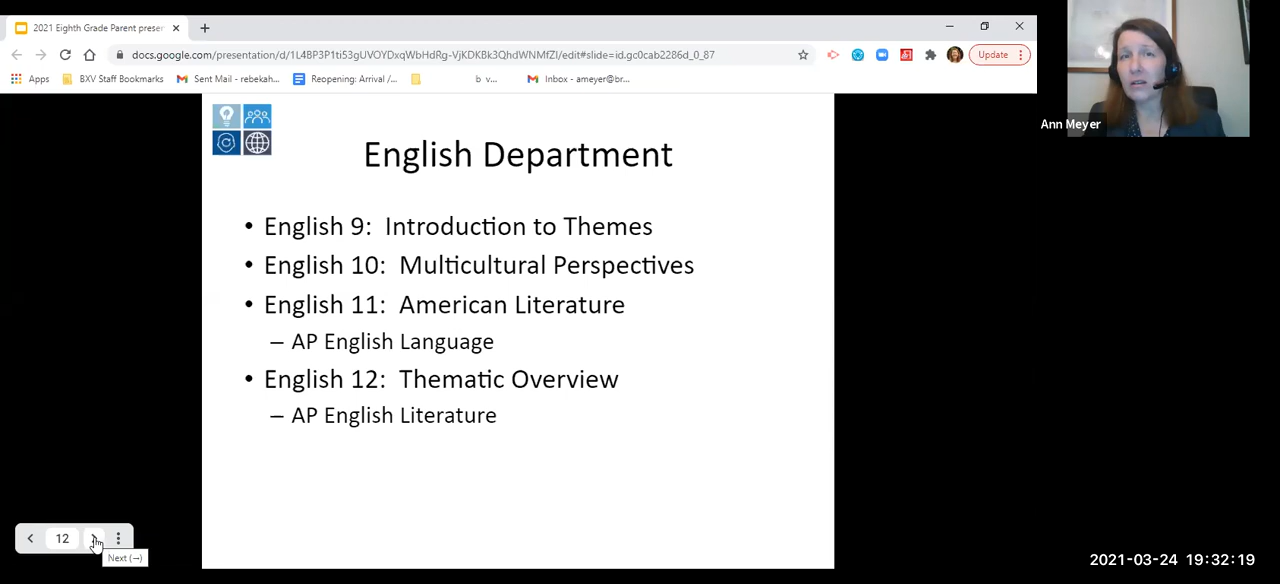 2021 Eighth Grade Parent presen
docs.google.com/presentation/d/1L4BP3P1ti53gUVOYDxqWbHdRg-VjKDKBk3QhdWNMfZI/edit#slide=id.gc0cab2286d_0_87
Update
Apps
BXV Staff Bookmarks
Sent Mail - rebekah...
Reopening: Arrival /...
b v...
Inbox - ameyer@br...
Ann Meyer
English Department
• English 9: Introduction to Themes
• English 10: Multicultural Perspectives
• English 11: American Literature
– AP English Language
• English 12: Thematic Overview
– AP English Literature
12
Next (→)
2021-03-24 19:32:19